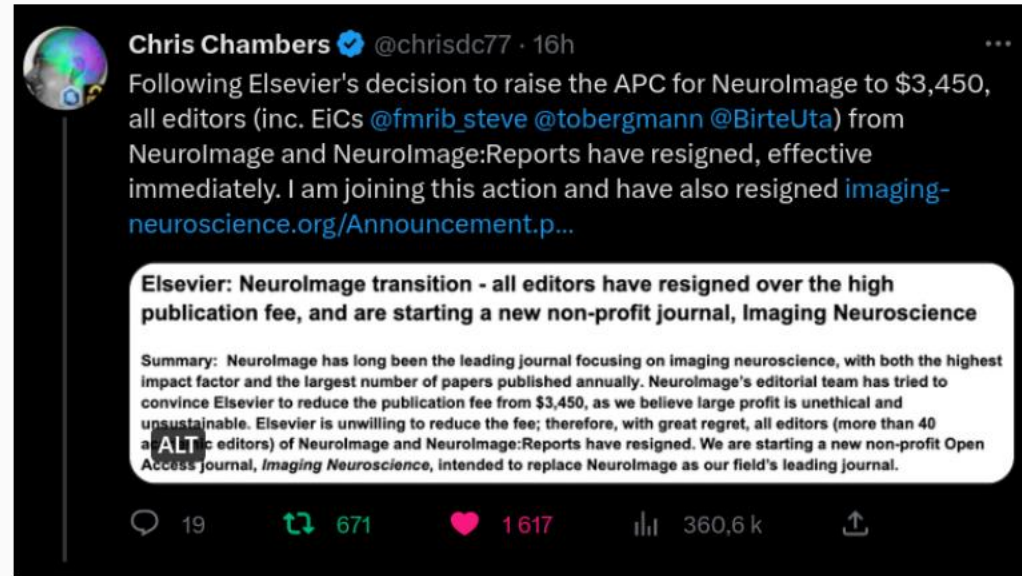 Chris Chambers @chrisdc77 · 16h
Following Elsevier's decision to raise the APC for NeuroImage to $3,450,
all editors (inc. EiCs @fmrib_steve @tobergmann @BirteUta) from
NeuroImage and NeuroImage:Reports have resigned, effective
immediately. I am joining this action and have also resigned imaging-
neuroscience.org/Announcement.p...
Elsevier: NeuroImage transition - all editors have resigned over the high
publication fee, and are starting a new non-profit journal, Imaging Neuroscience
Summary: NeuroImage has long been the leading journal focusing on imaging neuroscience, with both the highest
impact factor and the largest number of papers published annually. NeuroImage's editorial team has tried to
convince Elsevier to reduce the publication fee from $3,450, as we believe large profit is unethical and
unsustainable. Elsevier is unwilling to reduce the fee; therefore, with great regret, all editors (more than 40
ALT editors) of NeuroImage and NeuroImage:Reports have resigned. We are starting a new non-profit Open
Access journal, Imaging Neuroscience, intended to replace NeuroImage as our field's leading journal.
19 671 1 617 360,6 k